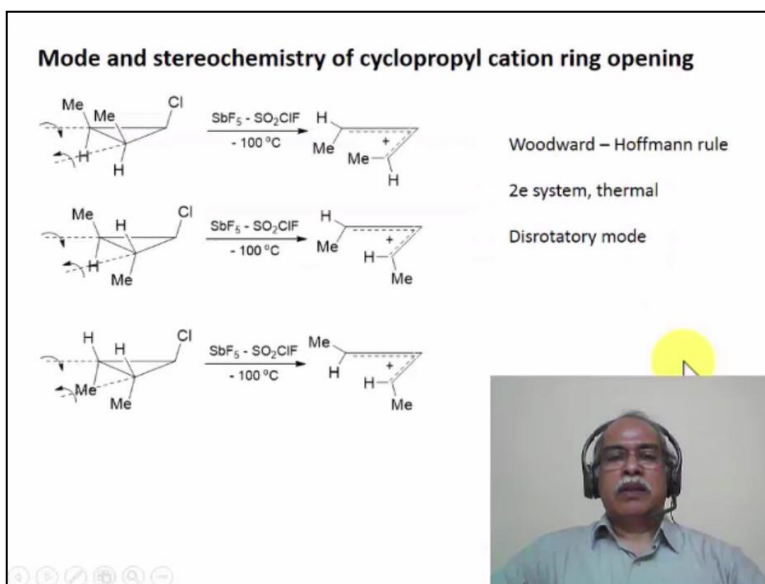 Mode and stereochemistry of cyclopropyl cation ring opening
Me Me Cl
H H
SbF5 - SO2ClF
- 100 °C
H
Me
Me
+
H
Me H Cl
H Me
SbF5 - SO2ClF
- 100 °C
H
Me
H
+
Me
H H Cl
Me Me
SbF5 - SO2ClF
- 100 °C
Me
H
H
+
Me
Woodward – Hoffmann rule
2e system, thermal
Disrotatory mode